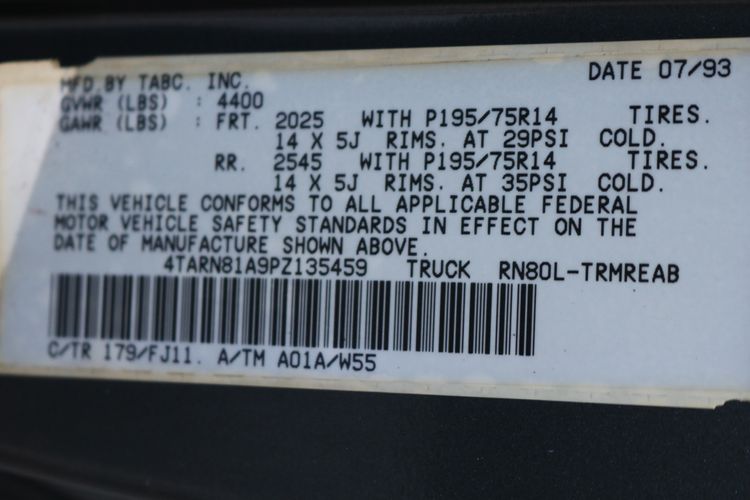 MFD BY TABC. INC. DATE 07/93
GVWR (LBS) : 4400
GAWR (LBS) : FRT. 2025 WITH P195/75R14 TIRES.
14 X 5J RIMS. AT 29PSI COLD.
RR. 2545 WITH P195/75R14 TIRES.
14 X 5J RIMS. AT 35PSI COLD.
THIS VEHICLE CONFORMS TO ALL APPLICABLE FEDERAL
MOTOR VEHICLE SAFETY STANDARDS IN EFFECT ON THE
DATE OF MANUFACTURE SHOWN ABOVE.
4TARN81A9PZ135459 TRUCK RN80L-TRMREAB
C/TR 179/FJ11. A/TM A01A/W55